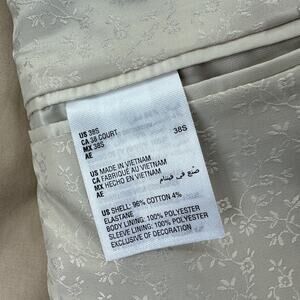 US 38S
CA 38 COURT
MX 38S
AE
38S
US MADE IN VIETNAM
CA FABRIQUÉ AU VIETNAM
MX HECHO EN VIETNAM
AE
صنع في فيتنام
US SHELL: 96% COTTON 4%
ELASTANE
BODY LINING: 100% POLYESTER
SLEEVE LINING: 100% POLYESTER
EXCLUSIVE OF DECORATION